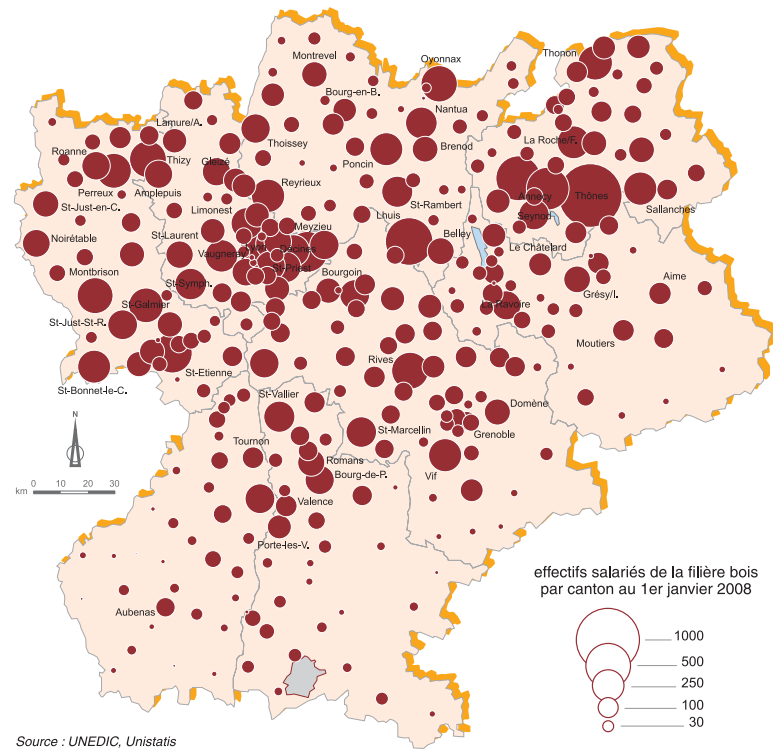 Montrevel
Oyonnax
Thonon
Bourg-en-B.
Nantua
Lamure/A.
La Roche/F.
Roanne
Thizy
Gleizé
Thoissey
Poncin
Brenod
Perreux
Amplepuis
Reyrieux
St-Rambert
Annecy
Thônes
St-Just-en-C.
Limonest
Lhuis
Seynod
Sallanches
Noirétable
St-Laurent
Meyzieu
Belley
Vaugneray
Lyon
Décines
Le Châtelard
St-Priest
Montbrison
St-Symph.
Bourgoin
Aime
St-Galmier
La Ravoire
Grésy/I.
St-Just-St-R.
Moutiers
Rives
St-Etienne
St-Bonnet-le-C.
St-Vallier
Domène
St-Marcellin
Grenoble
Tournon
Romans
Vif
Bourg-de-P.
Valence
Porte-les-V.
Aubenas
N
km 0 10 20 30
effectifs salariés de la filière bois
par canton au 1er janvier 2008
1000
500
250
100
30
Source : UNEDIC, Unistatis